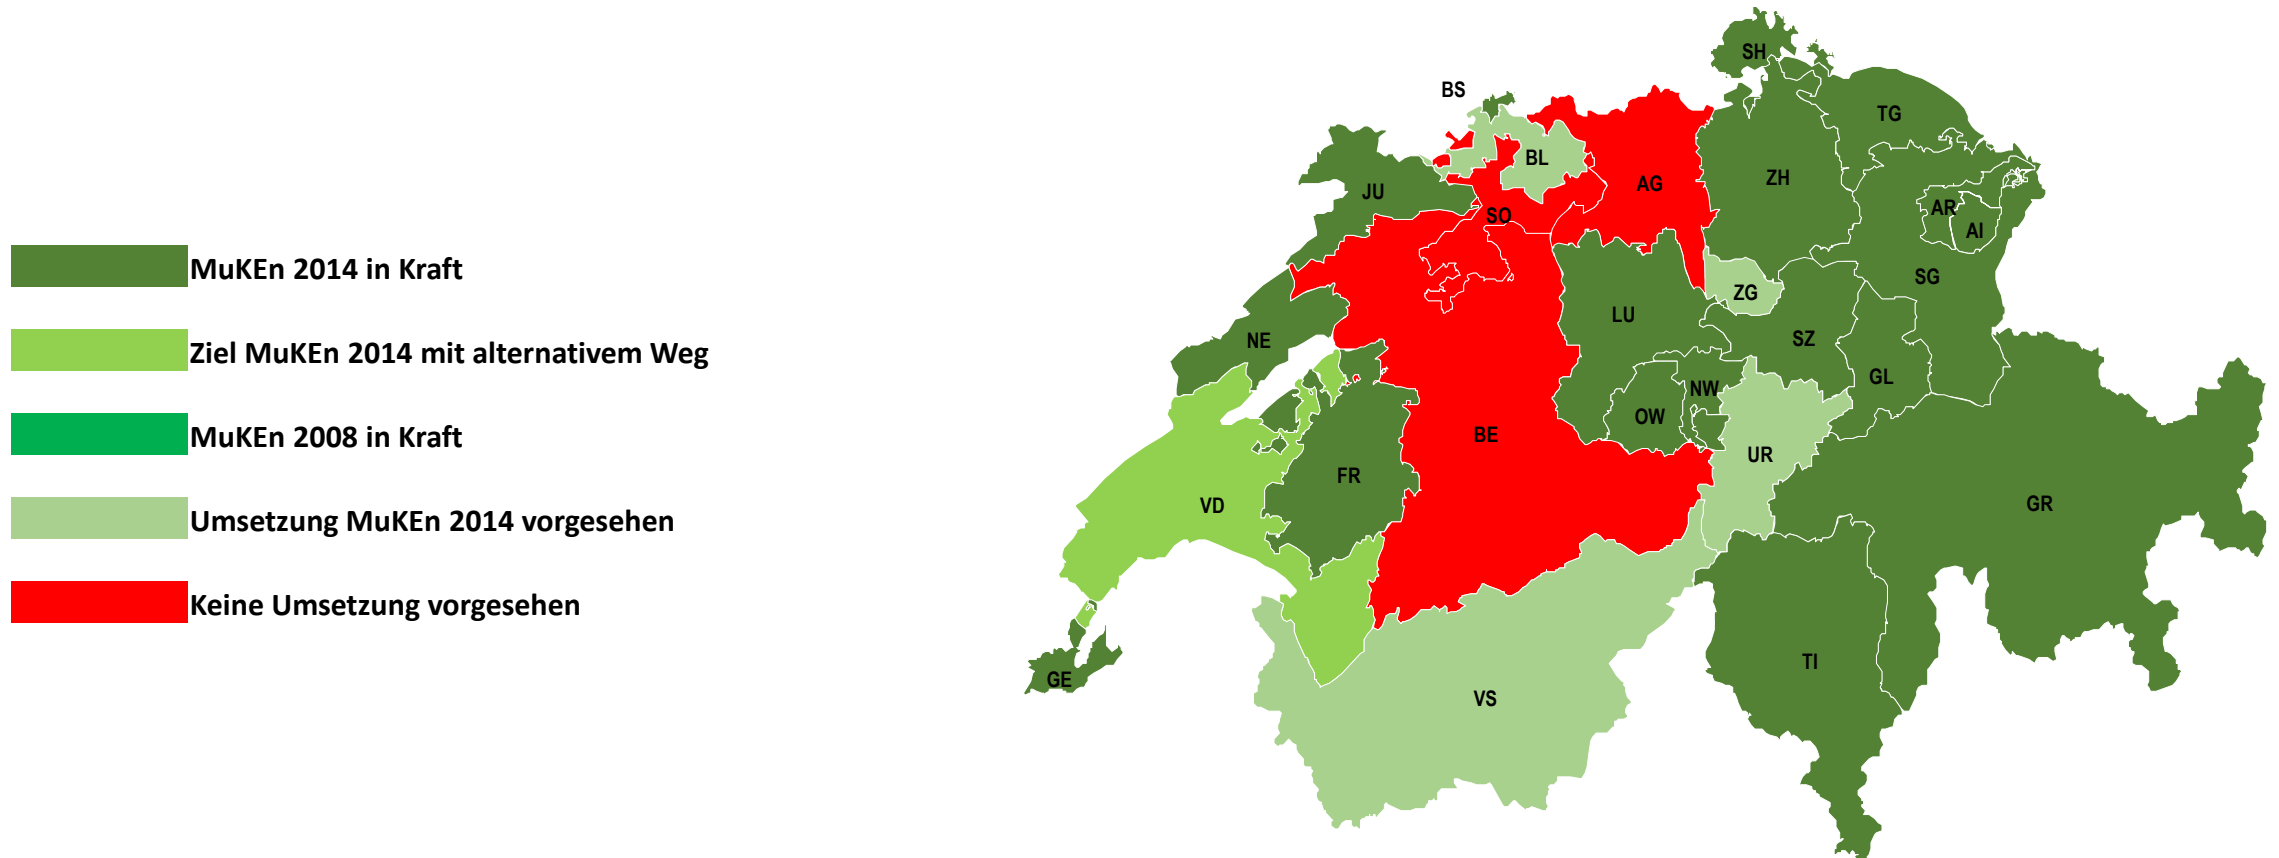 MuKEn 2014 in Kraft
Ziel MuKEn 2014 mit alternativem Weg
MuKEn 2008 in Kraft
Umsetzung MuKEn 2014 vorgesehen
Keine Umsetzung vorgesehen
SH
BS
TG
BL
ZH
AG
JU
AR
SO
AI
SG
ZG
LU
NE
SZ
GL
NW
OW
BE
UR
FR
GR
VD
TI
GE
VS